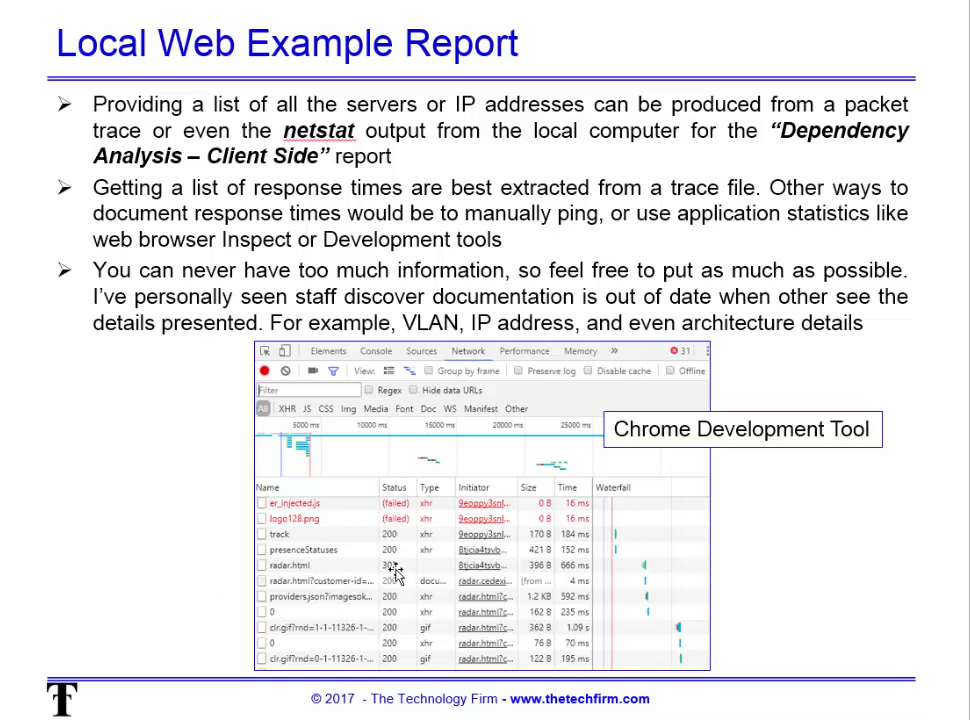 Local Web Example Report
➢ Providing a list of all the servers or IP addresses can be produced from a packet
trace or even the netstat output from the local computer for the “Dependency
Analysis – Client Side” report
➢ Getting a list of response times are best extracted from a trace file. Other ways to
document response times would be to manually ping, or use application statistics like
web browser Inspect or Development tools
➢ You can never have too much information, so feel free to put as much as possible.
I’ve personally seen staff discover documentation is out of date when other see the
details presented. For example, VLAN, IP address, and even architecture details
Elements Console Sources Network Performance Memory » 31
View: Group by frame Preserve log Disable cache Offline
Filter Regex Hide data URLs
All XHR JS CSS Img Media Font Doc WS Manifest Other
5000 ms 10000 ms 15000 ms 20000 ms 25000 ms
Chrome Development Tool
Name Status Type Initiator Size Time Waterfall
er_injected.js (failed) xhr 9eoppy3snl... 0 B 16 ms
logo128.png (failed) xhr 9eoppy3snl... 0 B 16 ms
track 200 xhr 9eoppy3snl... 170 B 184 ms
presenceStatuses 200 xhr 8tjcia4tsvb... 421 B 152 ms
radar.html 8tjcia4tsvb... 396 B 666 ms
radar.html?customer-id=... docu... radar.cedexi... (from ... 4 ms
providers.json?imagesok... 200 xhr radar.html?c... 1.2 KB 592 ms
0 200 xhr radar.html?c... 162 B 235 ms
clr.gif?rnd=1-1-11326-1-... 200 gif radar.html?c... 362 B 1.09 s
0 200 xhr radar.html?c... 76 B 70 ms
clr.gif?rnd=0-1-11326-1-... 200 gif radar.html?c... 122 B 195 ms
T © 2017 - The Technology Firm - www.thetechfirm.com